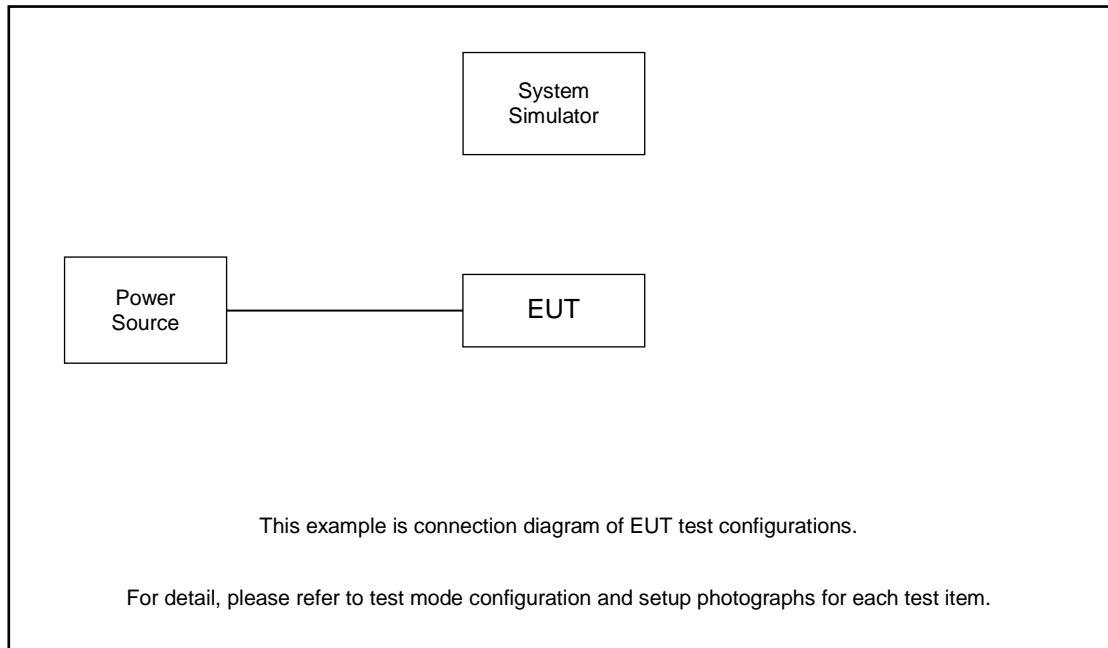 System
Simulator
Power
Source
EUT
This example is connection diagram of EUT test configurations.
For detail, please refer to test mode configuration and setup photographs for each test item.